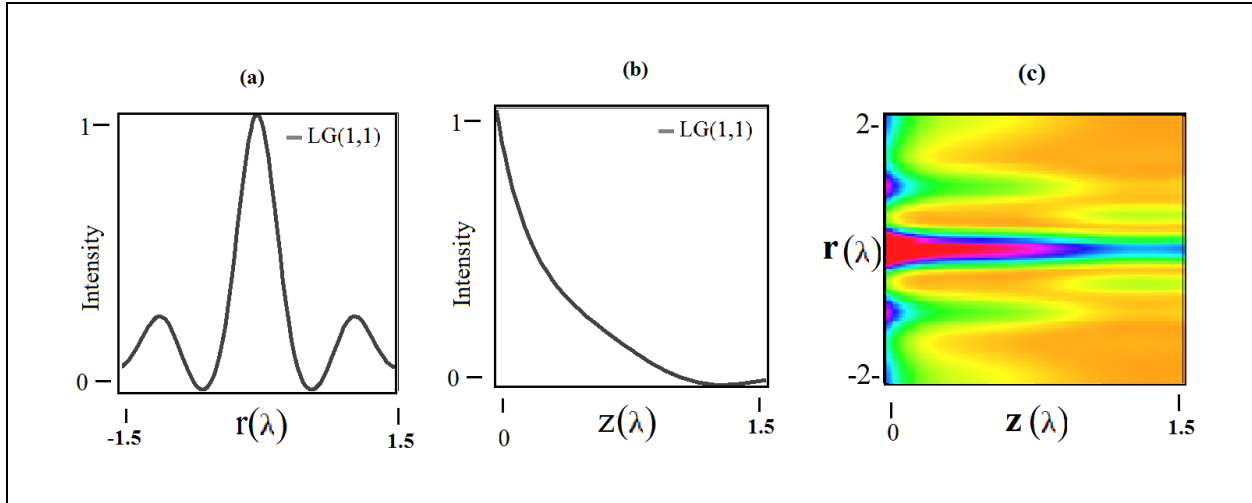 (a)
1
LG(1,1)
Intensity
0
-1.5
r(λ)
1.5
(b)
1
LG(1,1)
Intensity
0
0
z(λ)
1.5
(c)
2-
r(λ)
-2-
0
z(λ)
1.5